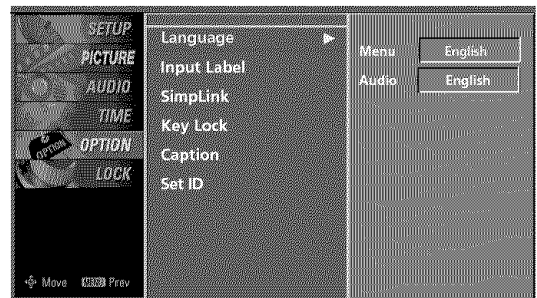 SETUP
PICTURE
AUDIO
TIME
OPTION
OPTION
LOCK
Move MENU Prev
Language
Input Label
SimpLink
Key Lock
Caption
Set ID
Menu English
Audio English